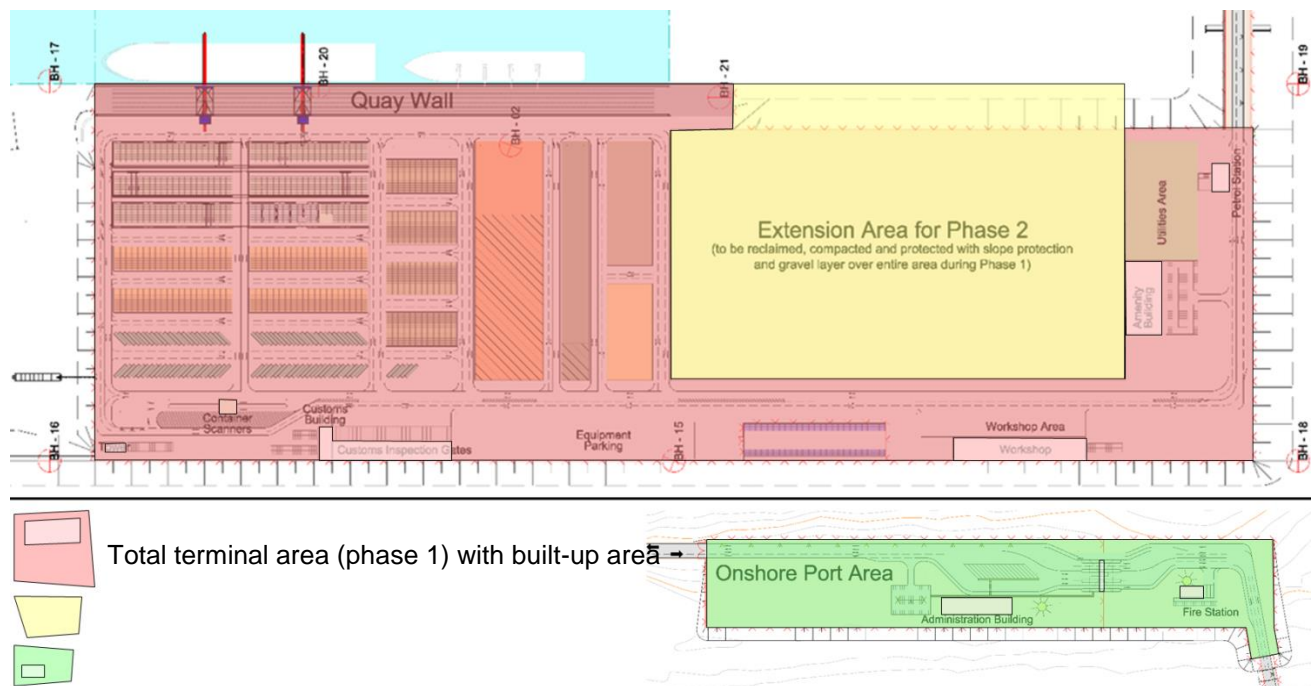 BH - 17
BH - 20
BH - 21
BH - 19
Quay Wall
BH - 02
Petrol Station
Utilities Area
Extension Area for Phase 2
(to be reclaimed, compacted and protected with slope protection
and gravel layer over entire area during Phase 1)
Amenity
Building
Container
Scanners
Customs
Building
BH - 16
Customs Inspection Gates
Equipment
Parking
BH - 15
Workshop Area
Workshop
BH - 18
Total terminal area (phase 1) with built-up area
Onshore Port Area
Administration Building
Fire Station